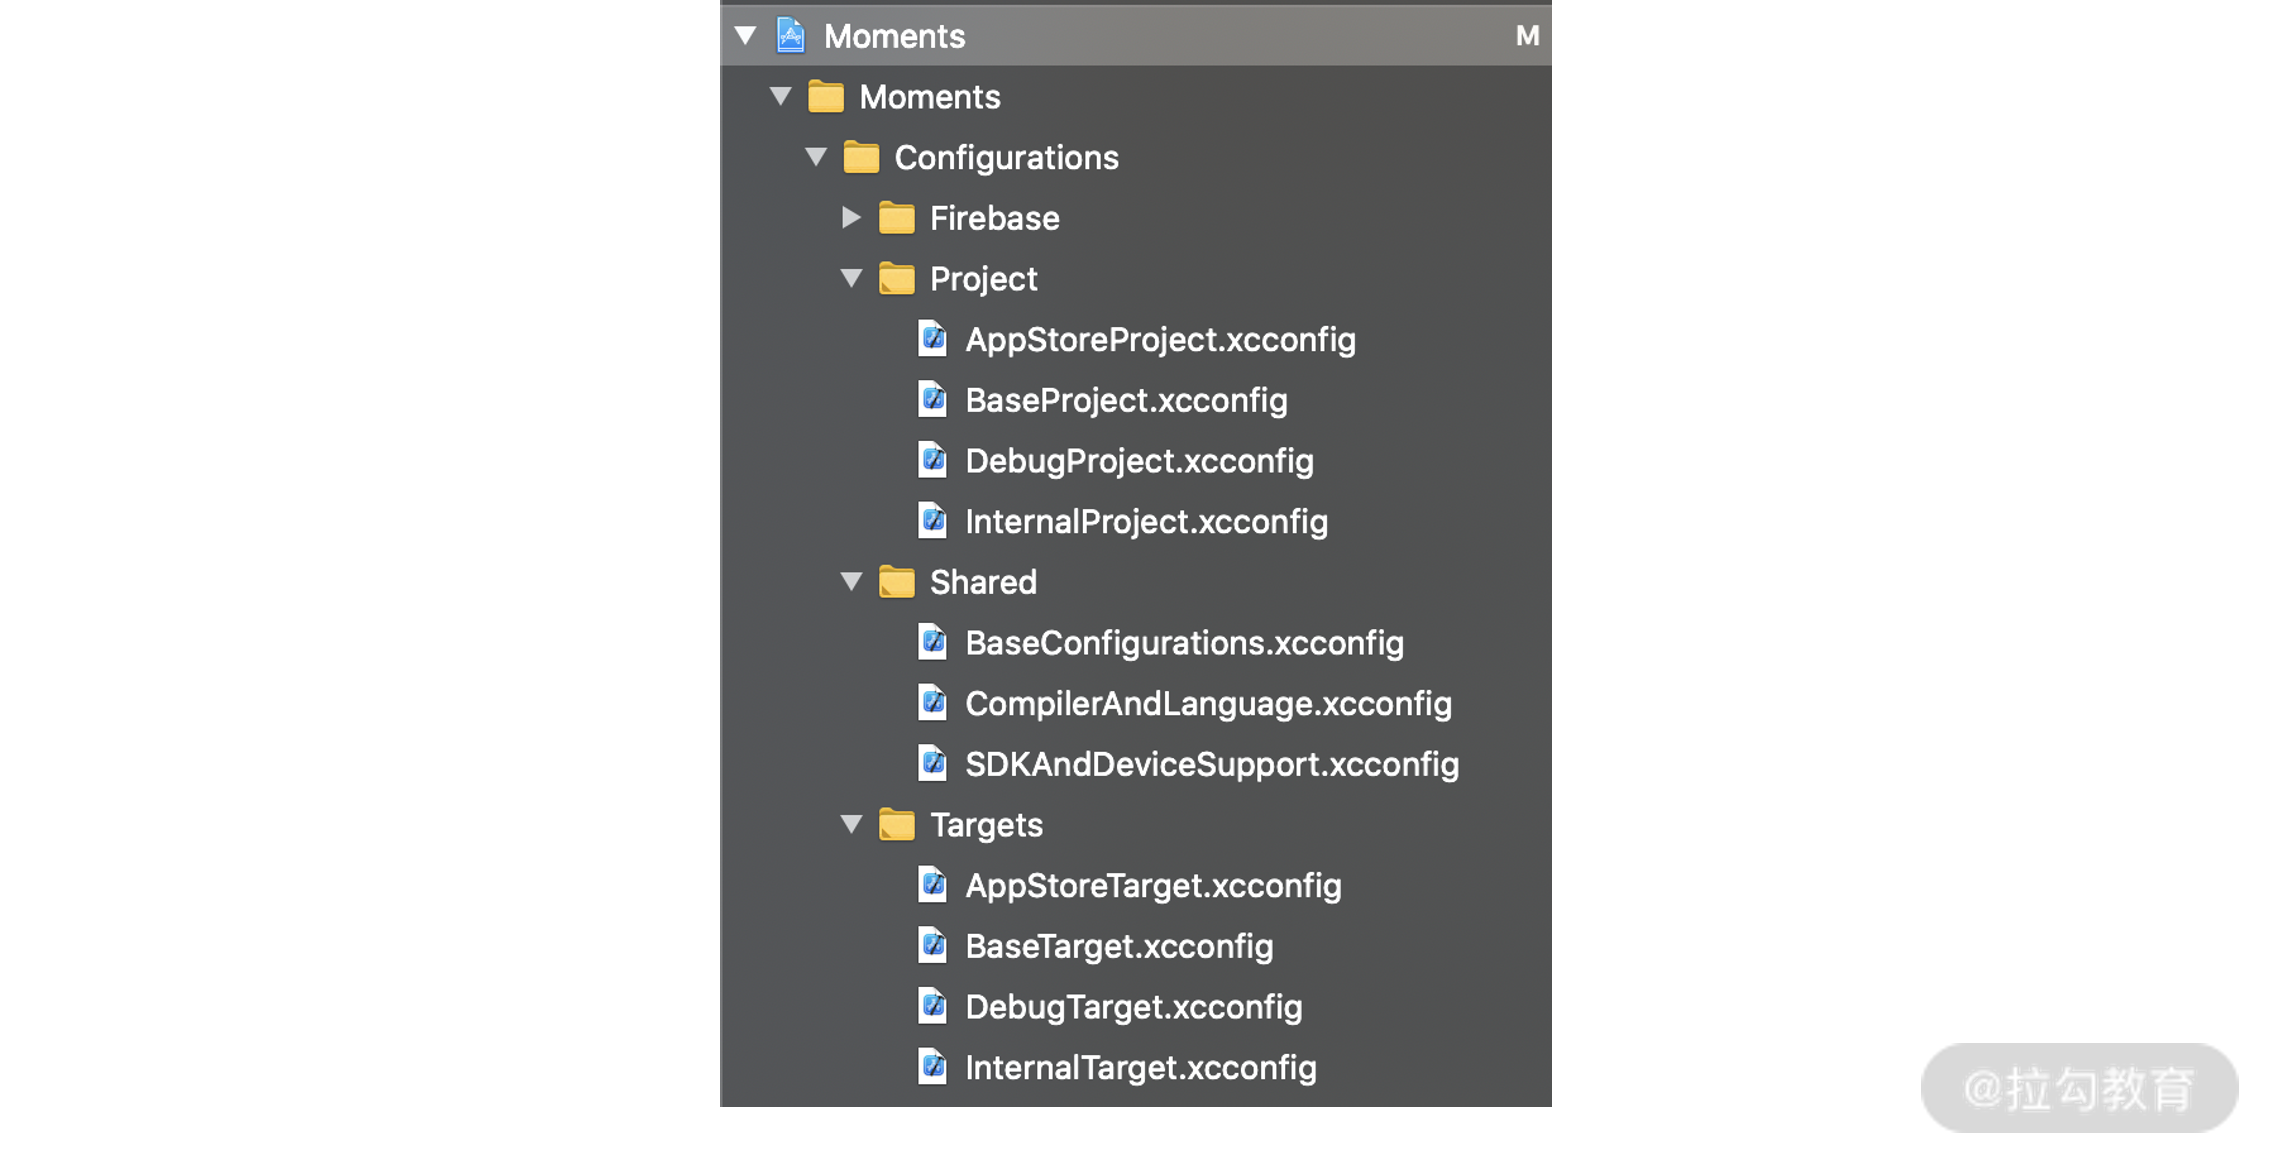 Moments M
Moments
Configurations
Firebase
Project
AppStoreProject.xcconfig
BaseProject.xcconfig
DebugProject.xcconfig
InternalProject.xcconfig
Shared
BaseConfigurations.xcconfig
CompilerAndLanguage.xcconfig
SDKAndDeviceSupport.xcconfig
Targets
AppStoreTarget.xcconfig
BaseTarget.xcconfig
DebugTarget.xcconfig
InternalTarget.xcconfig
@拉勾教育